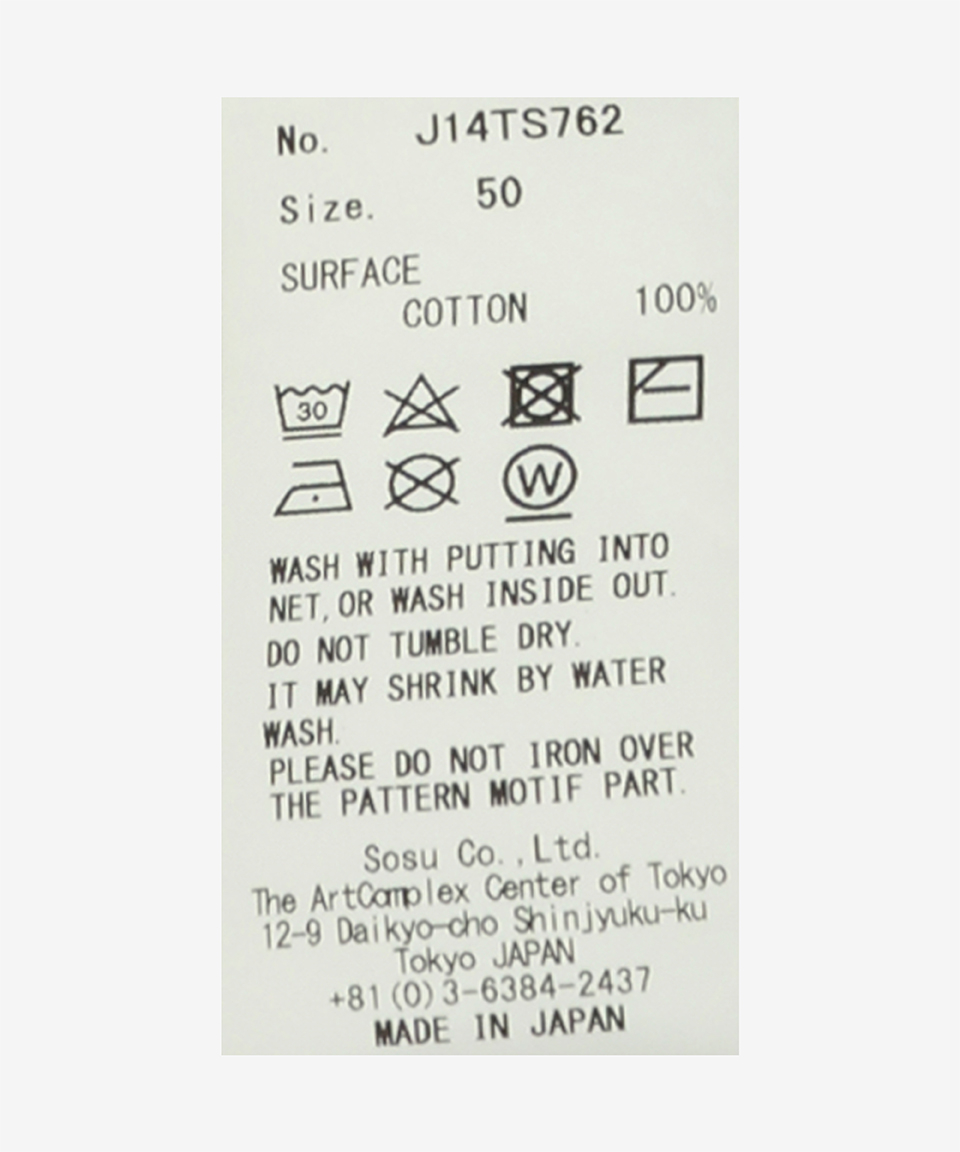 No. J14TS762
Size. 50
SURFACE
COTTON 100%
30
W
WASH WITH PUTTING INTO
NET, OR WASH INSIDE OUT.
DO NOT TUMBLE DRY.
IT MAY SHRINK BY WATER
WASH.
PLEASE DO NOT IRON OVER
THE PATTERN MOTIF PART.
Sosu Co.,Ltd.
The ArtComplex Center of Tokyo
12-9 Daikyo-cho Shinjyuku-ku
Tokyo JAPAN
+81(0)3-6384-2437
MADE IN JAPAN